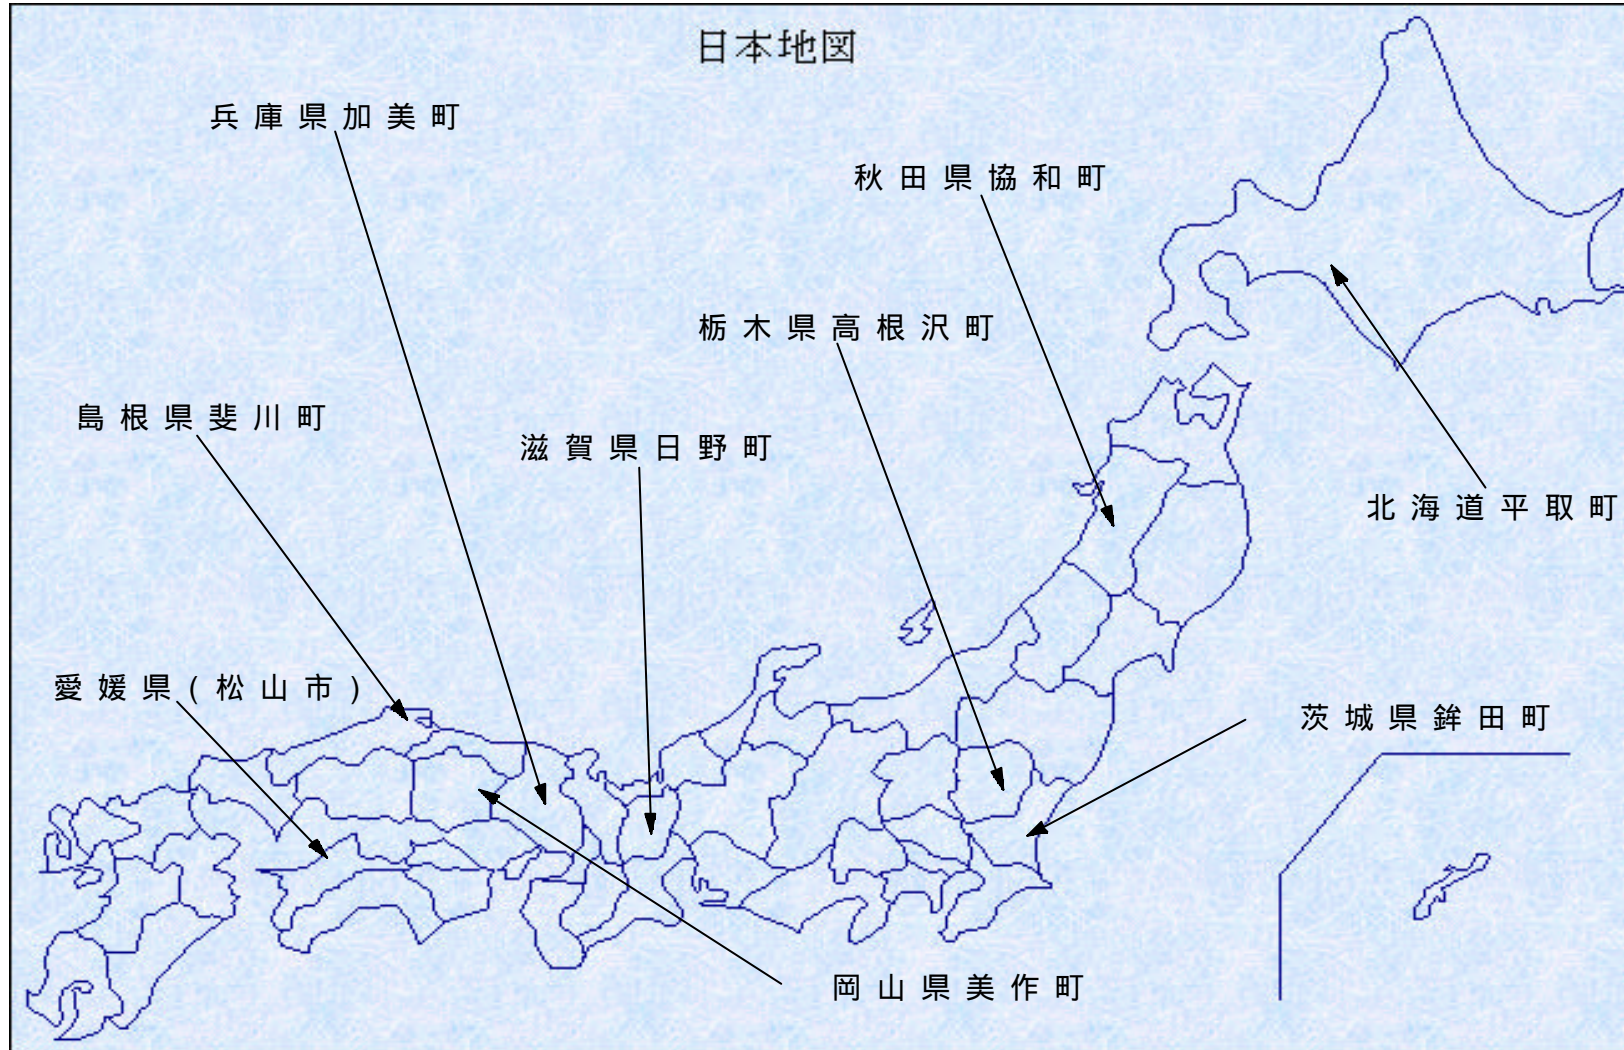 日本地図
兵庫県加美町
秋田県協和町
栃木県高根沢町
島根県斐川町
滋賀県日野町
北海道平取町
愛媛県(松山市)
茨城県鉾田町
岡山県美作町